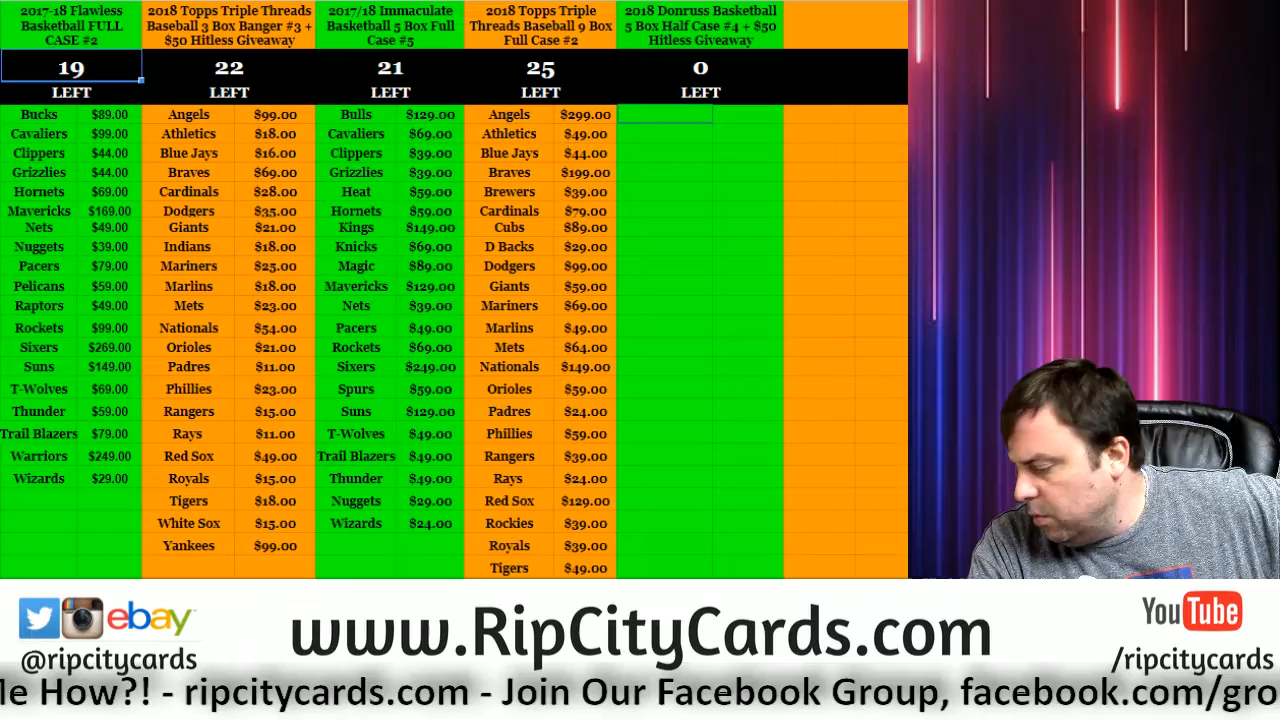 2017-18 Flawless
Basketball FULL
CASE #2
2018 Topps Triple Threads
Baseball 3 Box Banger #3 +
$50 Hitless Giveaway
2017/18 Immaculate
Basketball 5 Box Full
Case #5
2018 Topps Triple
Threads Baseball 9 Box
Full Case #2
2018 Donruss Basketball
5 Box Half Case #4 + $50
Hitless Giveaway
19 22 21 25 0
LEFT LEFT LEFT LEFT LEFT
Bucks $89.00 Angels $99.00 Bulls $129.00 Angels $299.00
Cavaliers $99.00 Athletics $18.00 Cavaliers $69.00 Athletics $49.00
Clippers $44.00 Blue Jays $16.00 Clippers $39.00 Blue Jays $44.00
Grizzlies $44.00 Braves $69.00 Grizzlies $39.00 Braves $199.00
Hornets $69.00 Cardinals $28.00 Heat $59.00 Brewers $39.00
Mavericks $169.00 Dodgers $35.00 Hornets $59.00 Cardinals $79.00
Nets $49.00 Giants $21.00 Kings $149.00 Cubs $89.00
Nuggets $39.00 Indians $18.00 Knicks $69.00 D Backs $29.00
Pacers $79.00 Mariners $25.00 Magic $89.00 Dodgers $99.00
Pelicans $59.00 Marlins $18.00 Mavericks $129.00 Giants $59.00
Raptors $49.00 Mets $23.00 Nets $39.00 Mariners $69.00
Rockets $99.00 Nationals $54.00 Pacers $49.00 Marlins $49.00
Sixers $269.00 Orioles $21.00 Rockets $69.00 Mets $64.00
Suns $149.00 Padres $11.00 Sixers $249.00 Nationals $149.00
T-Wolves $69.00 Phillies $23.00 Spurs $59.00 Orioles $59.00
Thunder $59.00 Rangers $15.00 Suns $129.00 Padres $24.00
Trail Blazers $79.00 Rays $11.00 T-Wolves $49.00 Phillies $59.00
Warriors $249.00 Red Sox $49.00 Trail Blazers $49.00 Rangers $39.00
Wizards $29.00 Royals $15.00 Thunder $49.00 Rays $24.00
Tigers $18.00 Nuggets $29.00 Red Sox $129.00
White Sox $15.00 Wizards $24.00 Rockies $39.00
Yankees $99.00 Royals $39.00
Tigers $49.00
ebay
@ripcitycards
www.RipCityCards.com
YouTube
/ripcitycards
Me How?! - ripcitycards.com - Join Our Facebook Group, facebook.com/gro